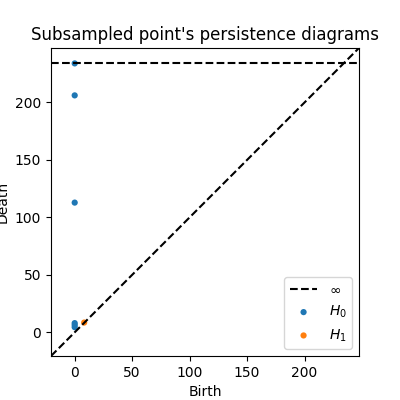 Subsampled point's persistence diagrams
200
150
100
50
0
Death
0 50 100 150 200
Birth
∞
H₀
H₁